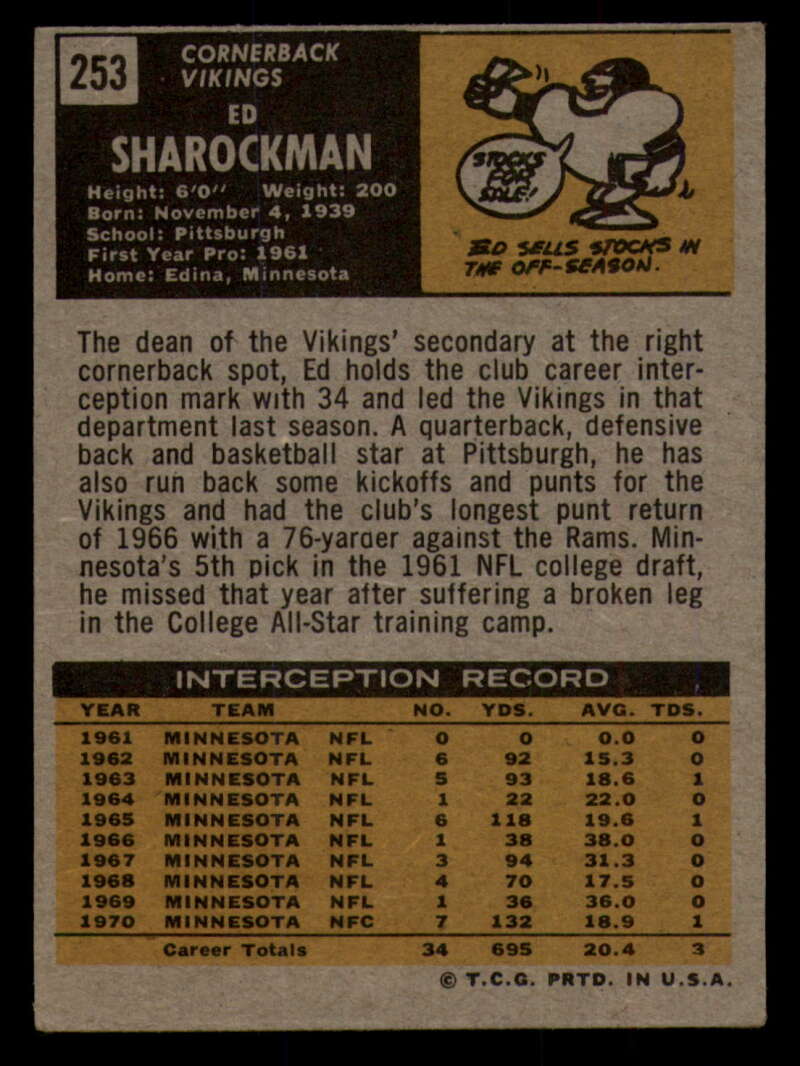 253
CORNERBACK
VIKINGS
ED
SHAROCKMAN
Height: 6'0" Weight: 200
Born: November 4, 1939
School: Pittsburgh
First Year Pro: 1961
Home: Edina, Minnesota
STOCKS
FOR
SALE!
ED SELLS STOCKS IN
THE OFF-SEASON.
The dean of the Vikings' secondary at the right
cornerback spot, Ed holds the club career inter-
ception mark with 34 and led the Vikings in that
department last season. A quarterback, defensive
back and basketball star at Pittsburgh, he has
also run back some kickoffs and punts for the
Vikings and had the club's longest punt return
of 1966 with a 76-yarder against the Rams. Min-
nesota's 5th pick in the 1961 NFL college draft,
he missed that year after suffering a broken leg
in the College All-Star training camp.
INTERCEPTION RECORD
YEAR TEAM NO. YDS. AVG. TDS.
1961 MINNESOTA NFL 0 0 0.0 0
1962 MINNESOTA NFL 6 92 15.3 0
1963 MINNESOTA NFL 5 93 18.6 1
1964 MINNESOTA NFL 1 22 22.0 0
1965 MINNESOTA NFL 6 118 19.6 1
1966 MINNESOTA NFL 1 38 38.0 0
1967 MINNESOTA NFL 3 94 31.3 0
1968 MINNESOTA NFL 4 70 17.5 0
1969 MINNESOTA NFL 1 36 36.0 0
1970 MINNESOTA NFC 7 132 18.9 1
Career Totals 34 695 20.4 3
© T.C.G. PRTD. IN U.S.A.